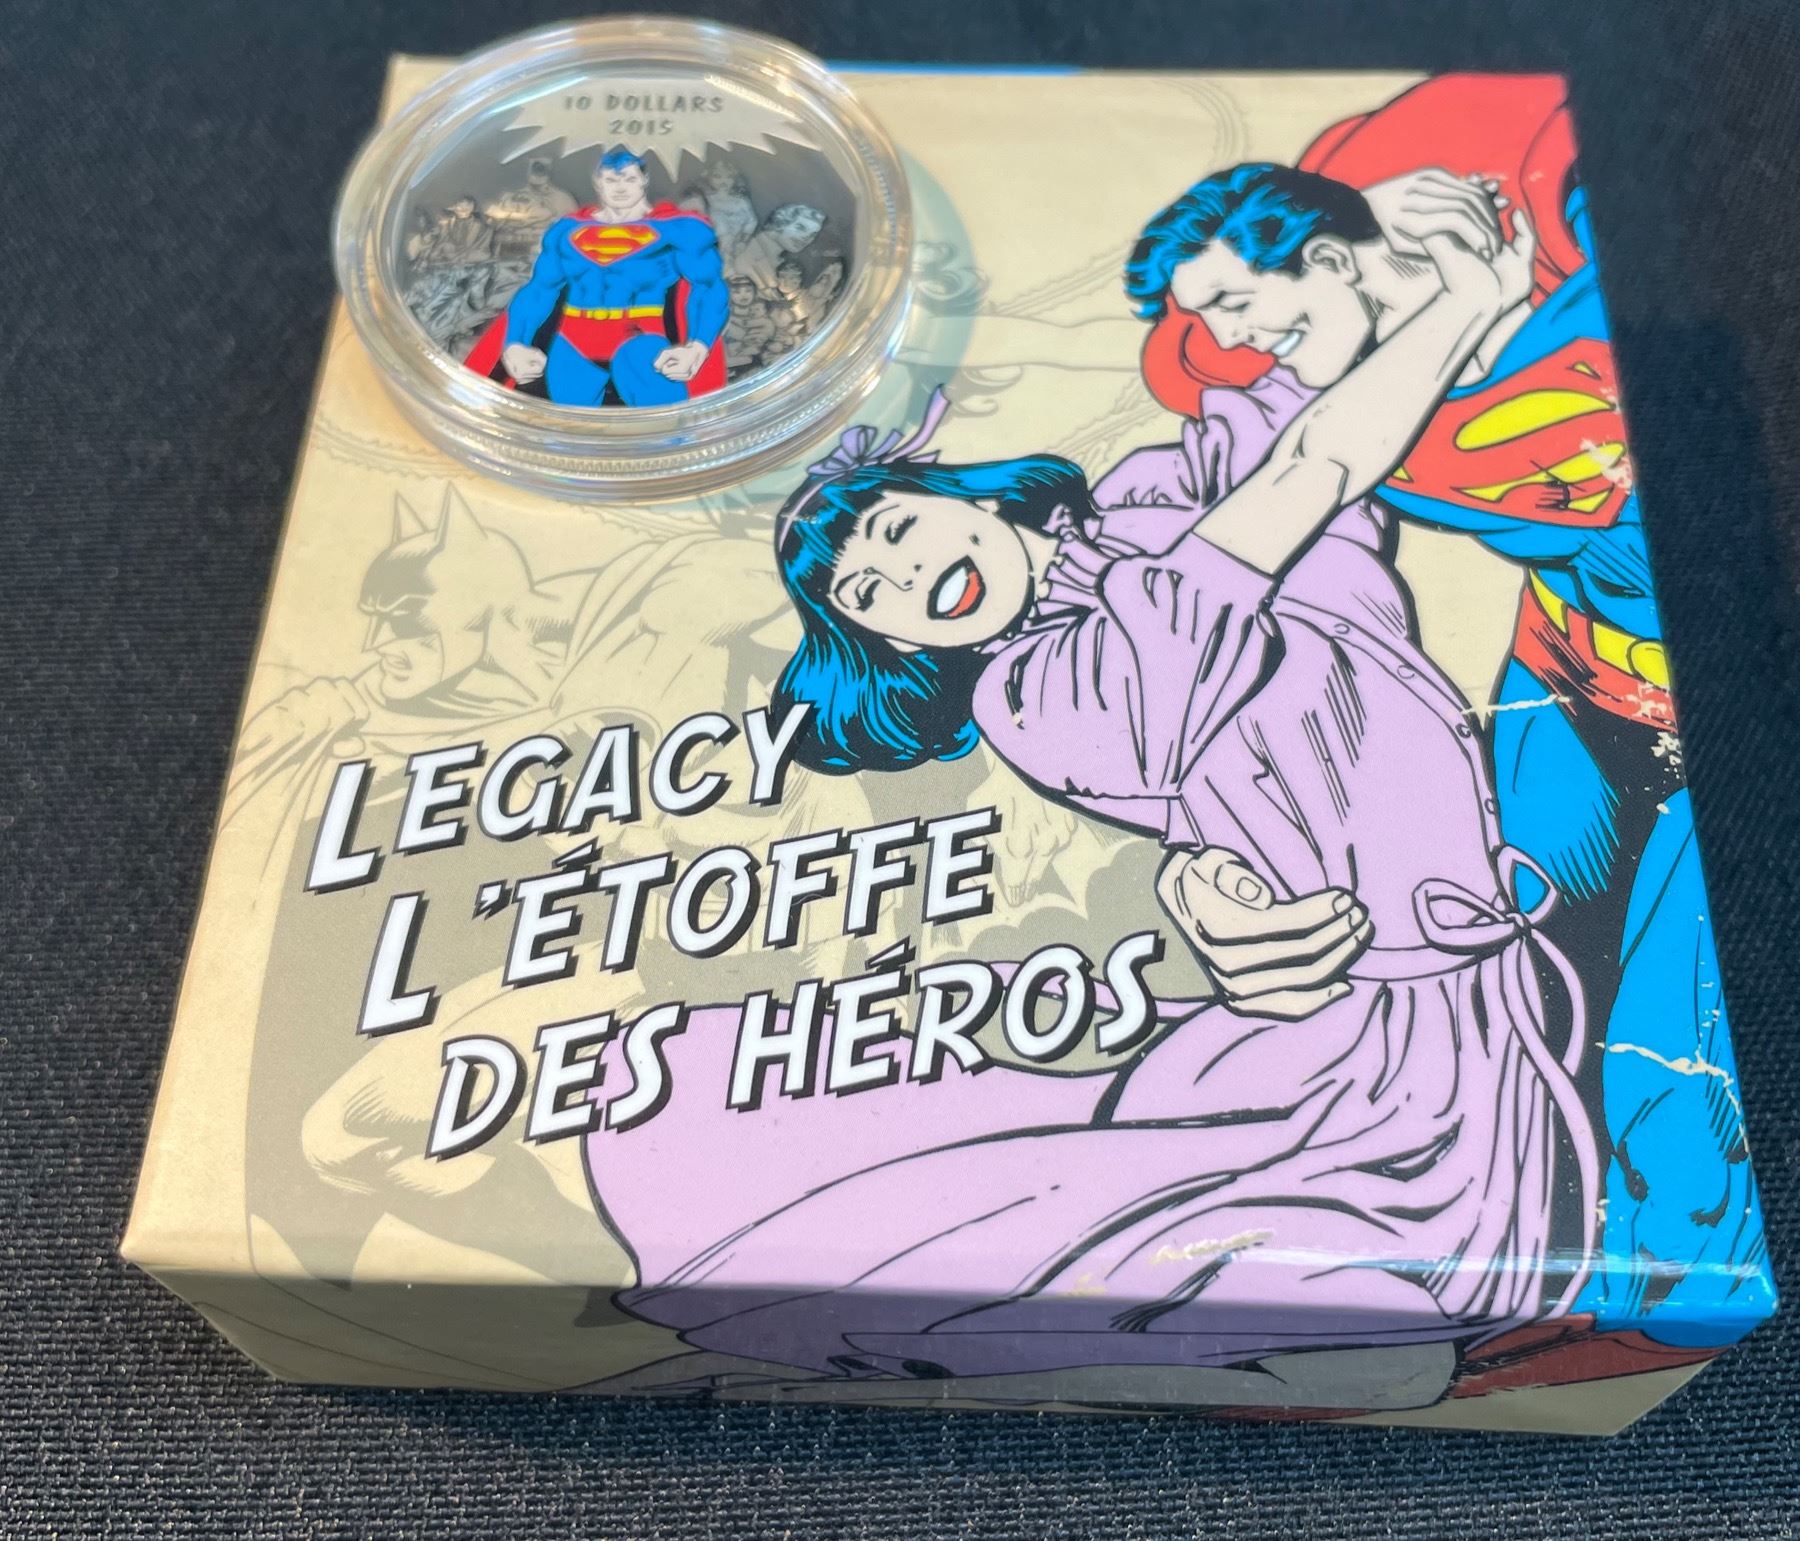 10 DOLLARS
2015
LEGACY
L'ÉTOFFE
DES HÉROS